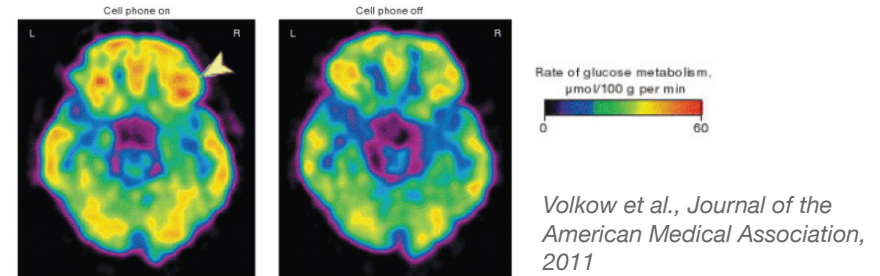 Cell phone on
Cell phone off
L
R
L
R
Rate of glucose metabolism,
µmol/100 g per min
0
60
Volkow et al., Journal of the
American Medical Association,
2011